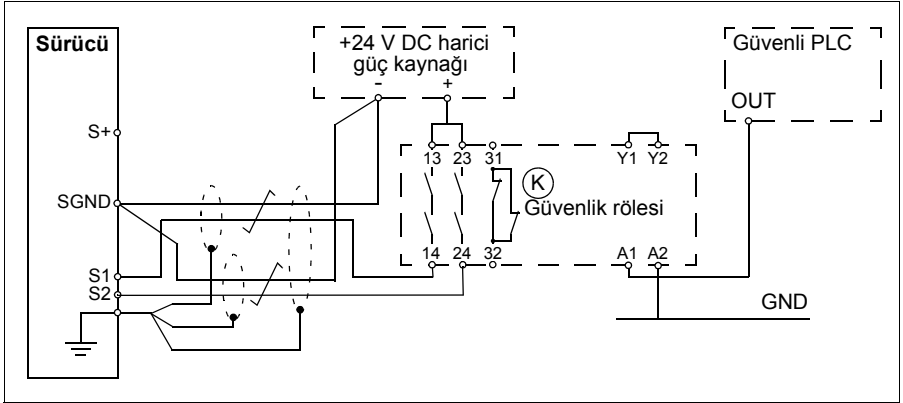 Sürücü
+24 V DC harici
güç kaynağı
- +
Güvenli PLC
OUT
S+
13 23 31 Y1 Y2
K
SGND
Güvenlik rölesi
14 24 32 A1 A2
S1
S2
GND